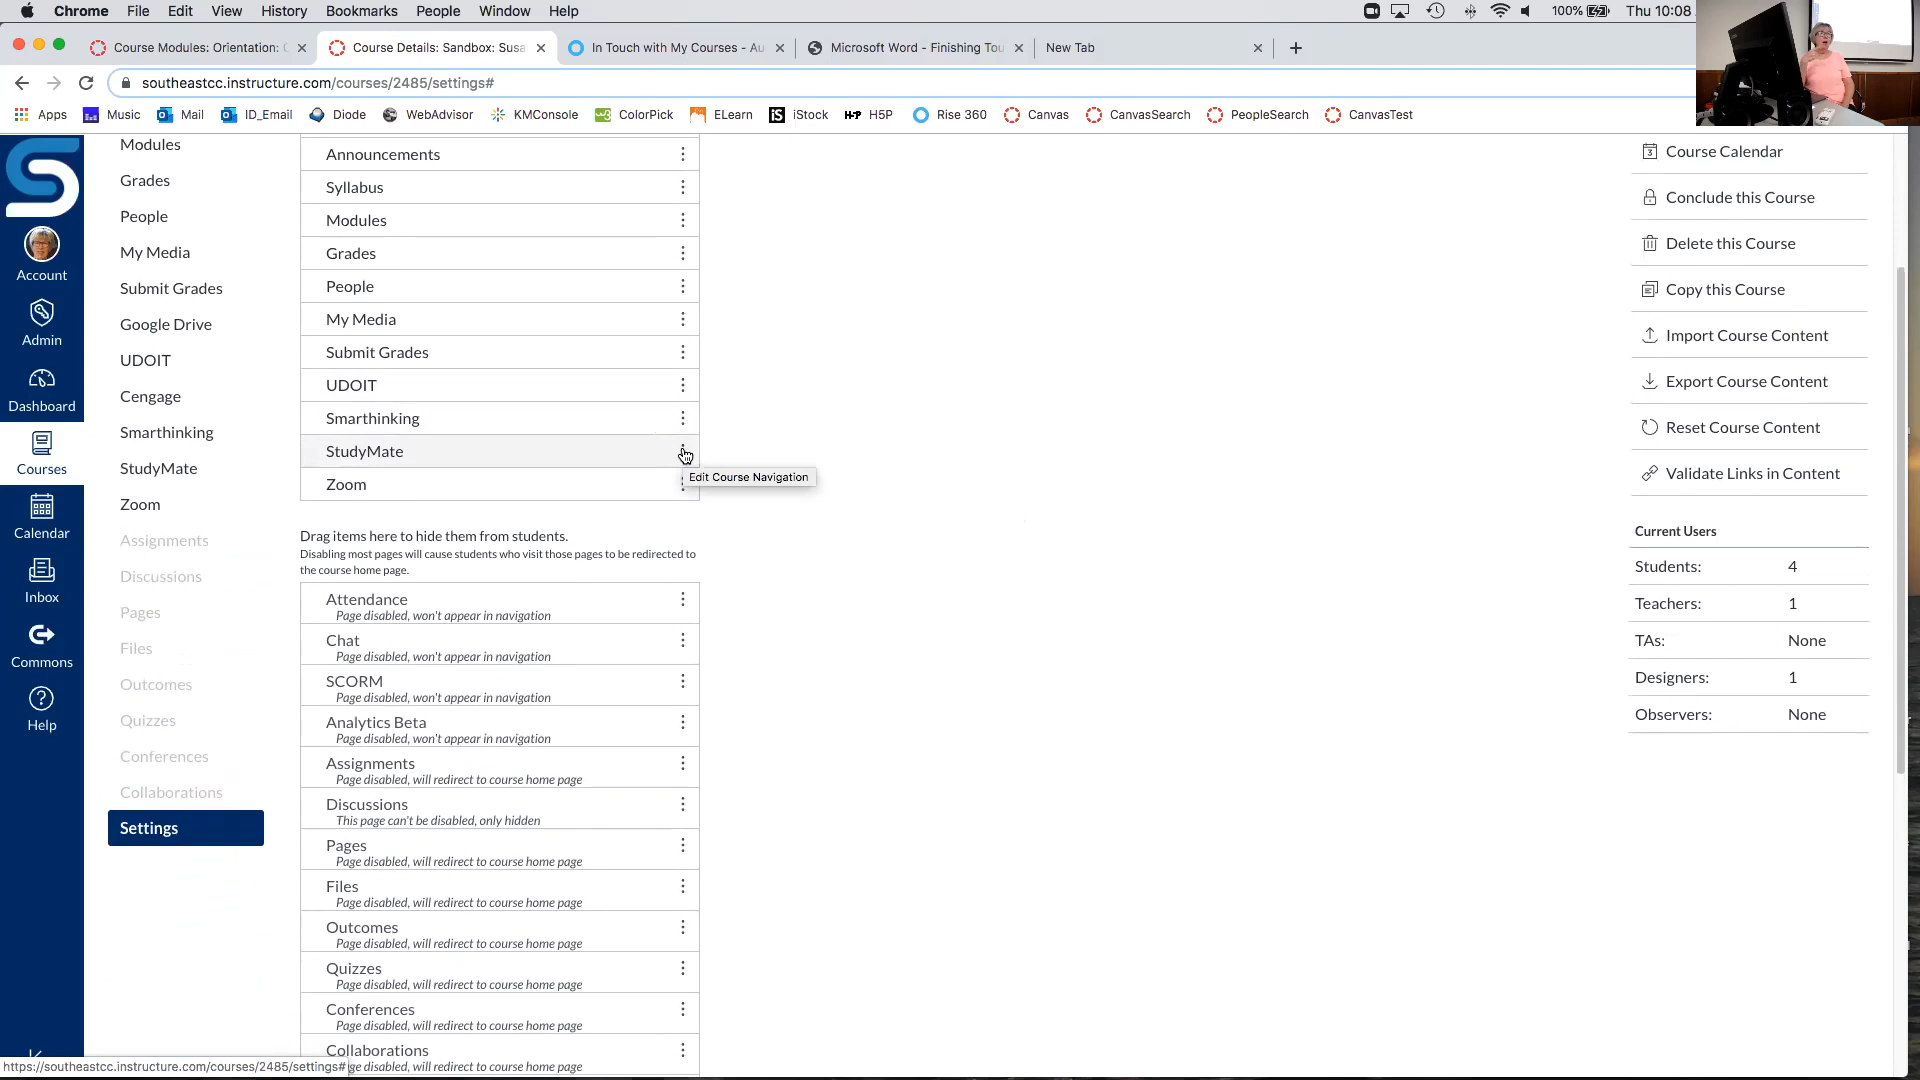 Chrome File Edit View History Bookmarks People Window Help 100% Thu 10:08
Course Modules: Orientation:
Course Details: Sandbox: Susa
In Touch with My Courses - Au
Microsoft Word - Finishing Tou
New Tab
southeastcc.instructure.com/courses/2485/settings#
Apps Music Mail ID_Email Diode WebAdvisor KMConsole ColorPick ELearn iStock H5P Rise 360 Canvas CanvasSearch PeopleSearch CanvasTest
Account
Admin
Dashboard
Courses
Calendar
Inbox
Commons
Help
Modules
Grades
People
My Media
Submit Grades
Google Drive
UDOIT
Cengage
Smarthinking
StudyMate
Zoom
Assignments
Discussions
Pages
Files
Outcomes
Quizzes
Conferences
Collaborations
Settings
Announcements
Syllabus
Modules
Grades
People
My Media
Submit Grades
UDOIT
Smarthinking
StudyMate
Edit Course Navigation
Zoom
Drag items here to hide them from students.
Disabling most pages will cause students who visit those pages to be redirected to
the course home page.
Attendance
Page disabled, won't appear in navigation
Chat
Page disabled, won't appear in navigation
SCORM
Page disabled, won't appear in navigation
Analytics Beta
Page disabled, won't appear in navigation
Assignments
Page disabled, will redirect to course home page
Discussions
This page can't be disabled, only hidden
Pages
Page disabled, will redirect to course home page
Files
Page disabled, will redirect to course home page
Outcomes
Page disabled, will redirect to course home page
Quizzes
Page disabled, will redirect to course home page
Conferences
Page disabled, will redirect to course home page
Collaborations
ge disabled, will redirect to course home page
Course Calendar
Conclude this Course
Delete this Course
Copy this Course
Import Course Content
Export Course Content
Reset Course Content
Validate Links in Content
Current Users
Students: 4
Teachers: 1
TAs: None
Designers: 1
Observers: None
https://southeastcc.instructure.com/courses/2485/settings#